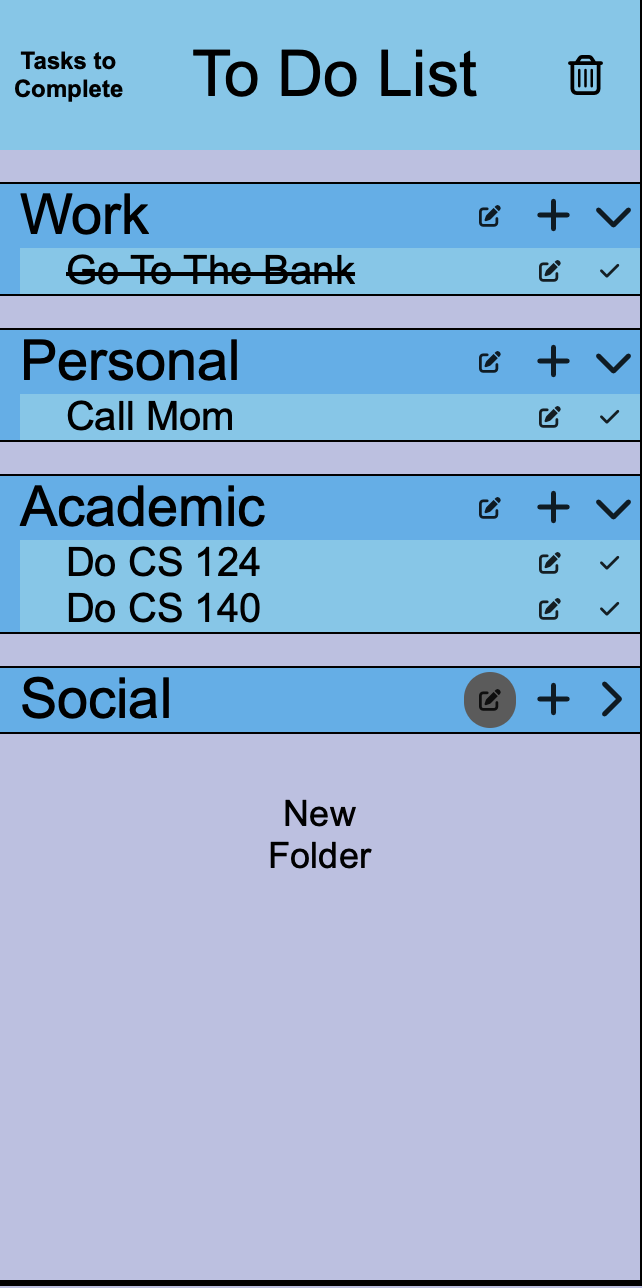 Tasks to
Complete
To Do List
Work
Go To The Bank
Personal
Call Mom
Academic
Do CS 124
Do CS 140
Social
New
Folder